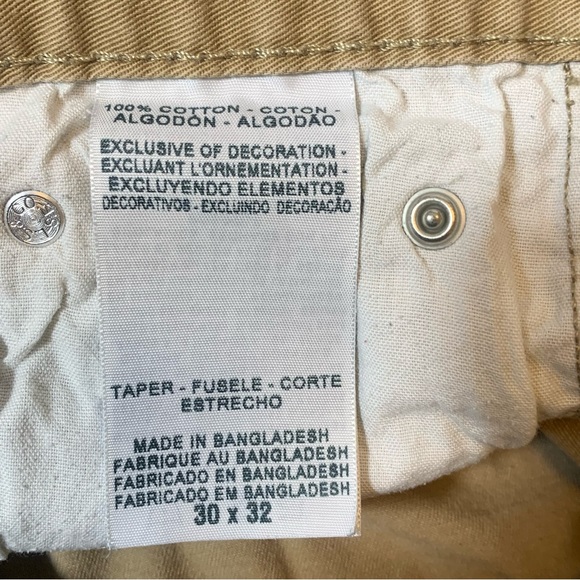 100% COTTON - COTON -
ALGODÓN - ALGODÃO
EXCLUSIVE OF DECORATION -
EXCLUANT L'ORNEMENTATION -
EXCLUYENDO ELEMENTOS
DECORATIVOS - EXCLUINDO DECORAÇÃO
TAPER - FUSELE - CORTE
ESTRECHO
MADE IN BANGLADESH
FABRIQUE AU BANGLADESH
FABRICADO EN BANGLADESH
FABRICADO EM BANGLADESH
30 x 32